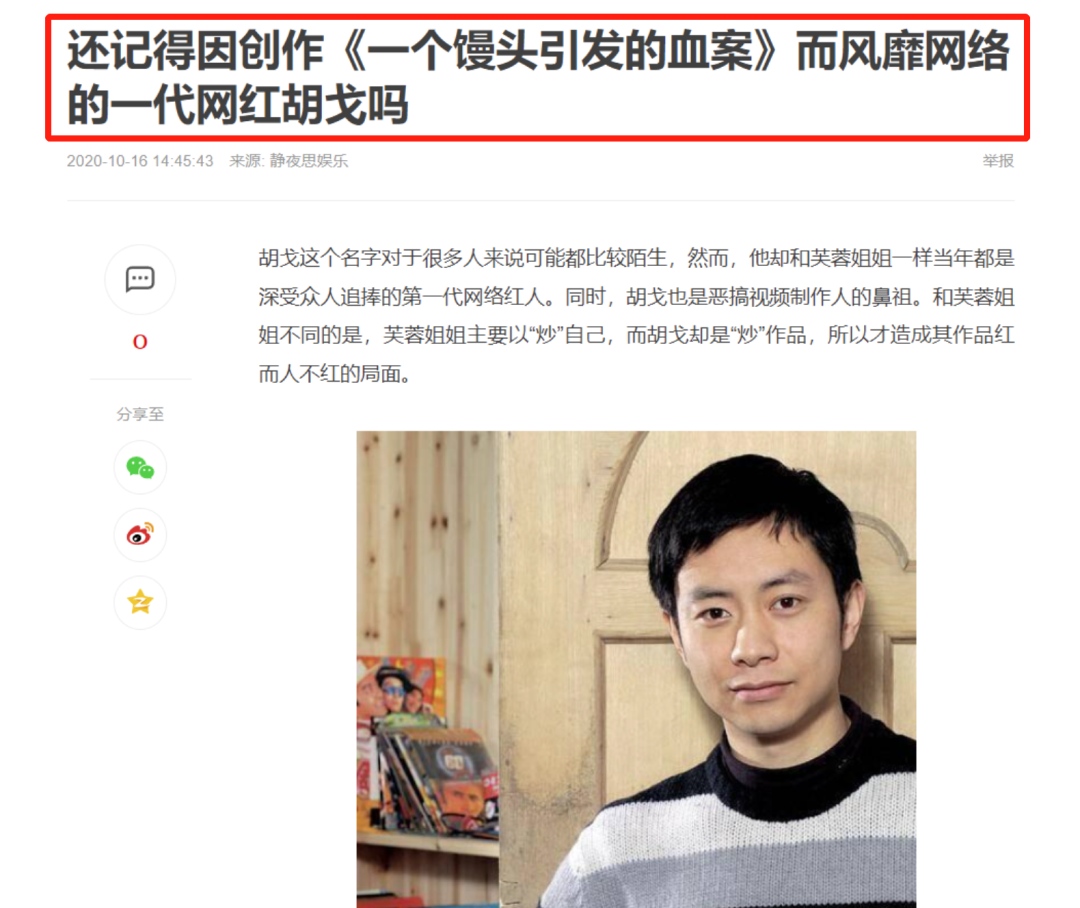 还记得因创作《一个馒头引发的血案》而风靡网络
的一代网红胡戈吗
2020-10-16 14:45:43 来源: 静夜思娱乐
举报
胡戈这个名字对于很多人来说可能都比较陌生，然而，他却和芙蓉姐姐一样当年都是
深受众人追捧的第一代网络红人。同时，胡戈也是恶搞视频制作人的鼻祖。和芙蓉姐
姐不同的是，芙蓉姐姐主要以“炒”自己，而胡戈却是“炒”作品，所以才造成其作品红
而人不红的局面。
0
分享至